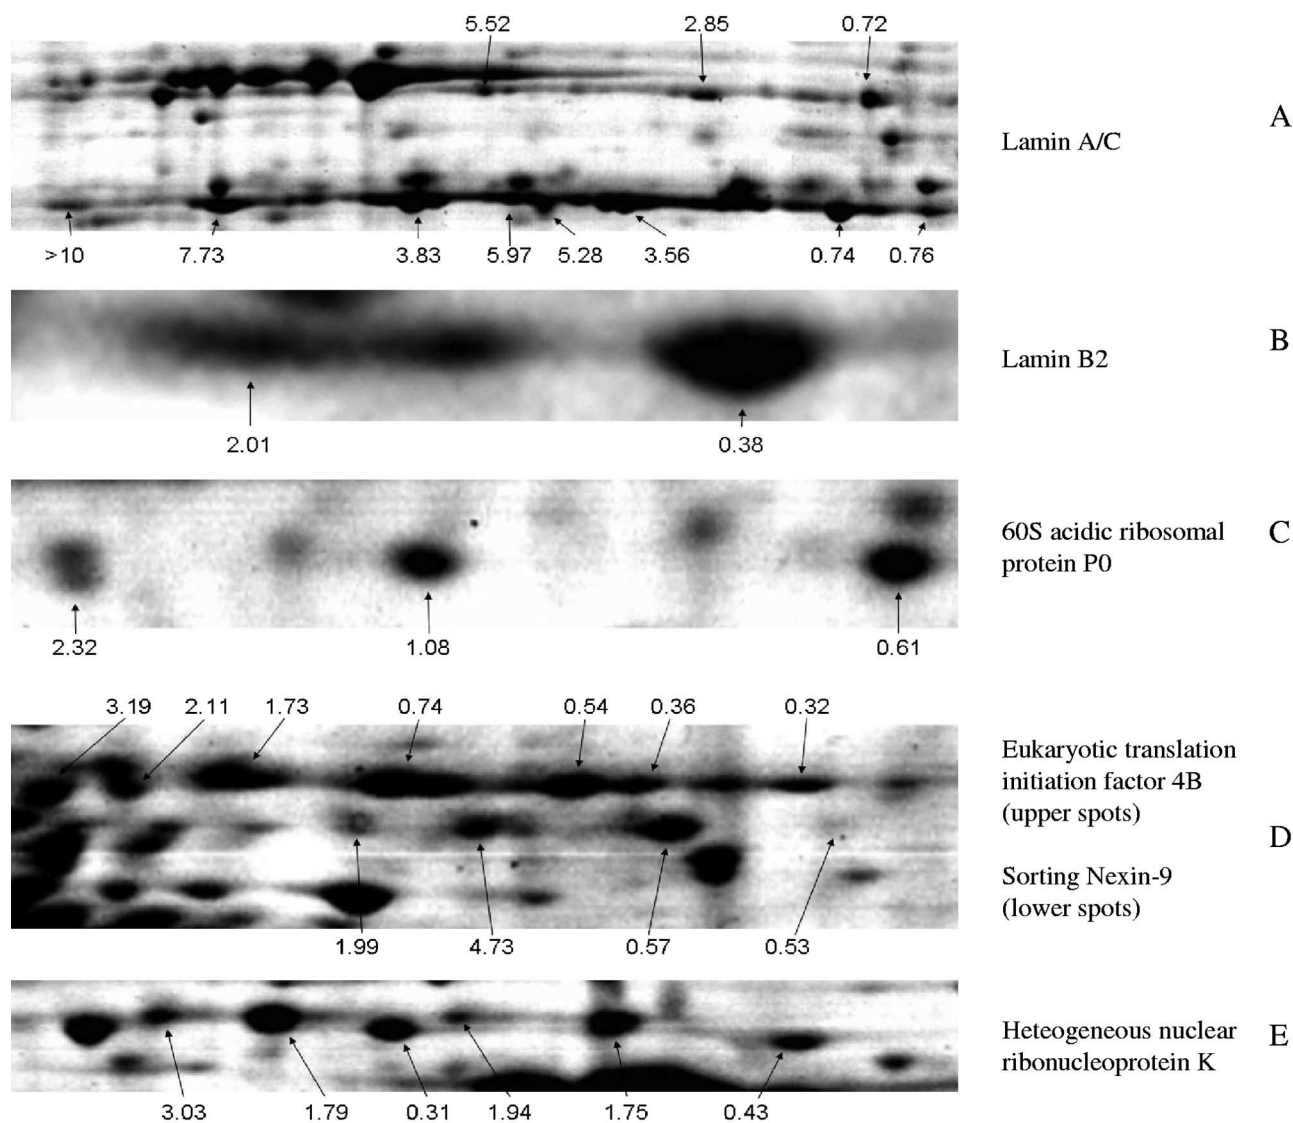 5.52 2.85 0.72
A
Lamin A/C
>10 7.73 3.83 5.97 5.28 3.56 0.74 0.76
B
Lamin B2
2.01 0.38
60S acidic ribosomal
protein P0
C
2.32 1.08 0.61
3.19 2.11 1.73 0.74 0.54 0.36 0.32
Eukaryotic translation
initiation factor 4B
(upper spots)
D
Sorting Nexin-9
(lower spots)
1.99 4.73 0.57 0.53
Heteogeneous nuclear
ribonucleoprotein K
E
3.03 1.79 0.31 1.94 1.75 0.43